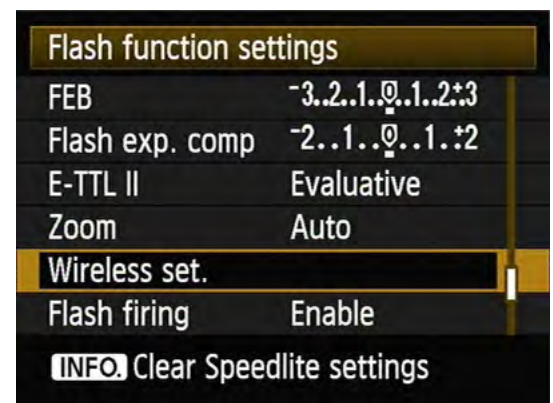 Flash function settings
FEB -3..2..1..0..1..2.+3
Flash exp. comp -2..1..0..1.+2
E-TTL II Evaluative
Zoom Auto
Wireless set.
Flash firing Enable
INFO. Clear Speedlite settings